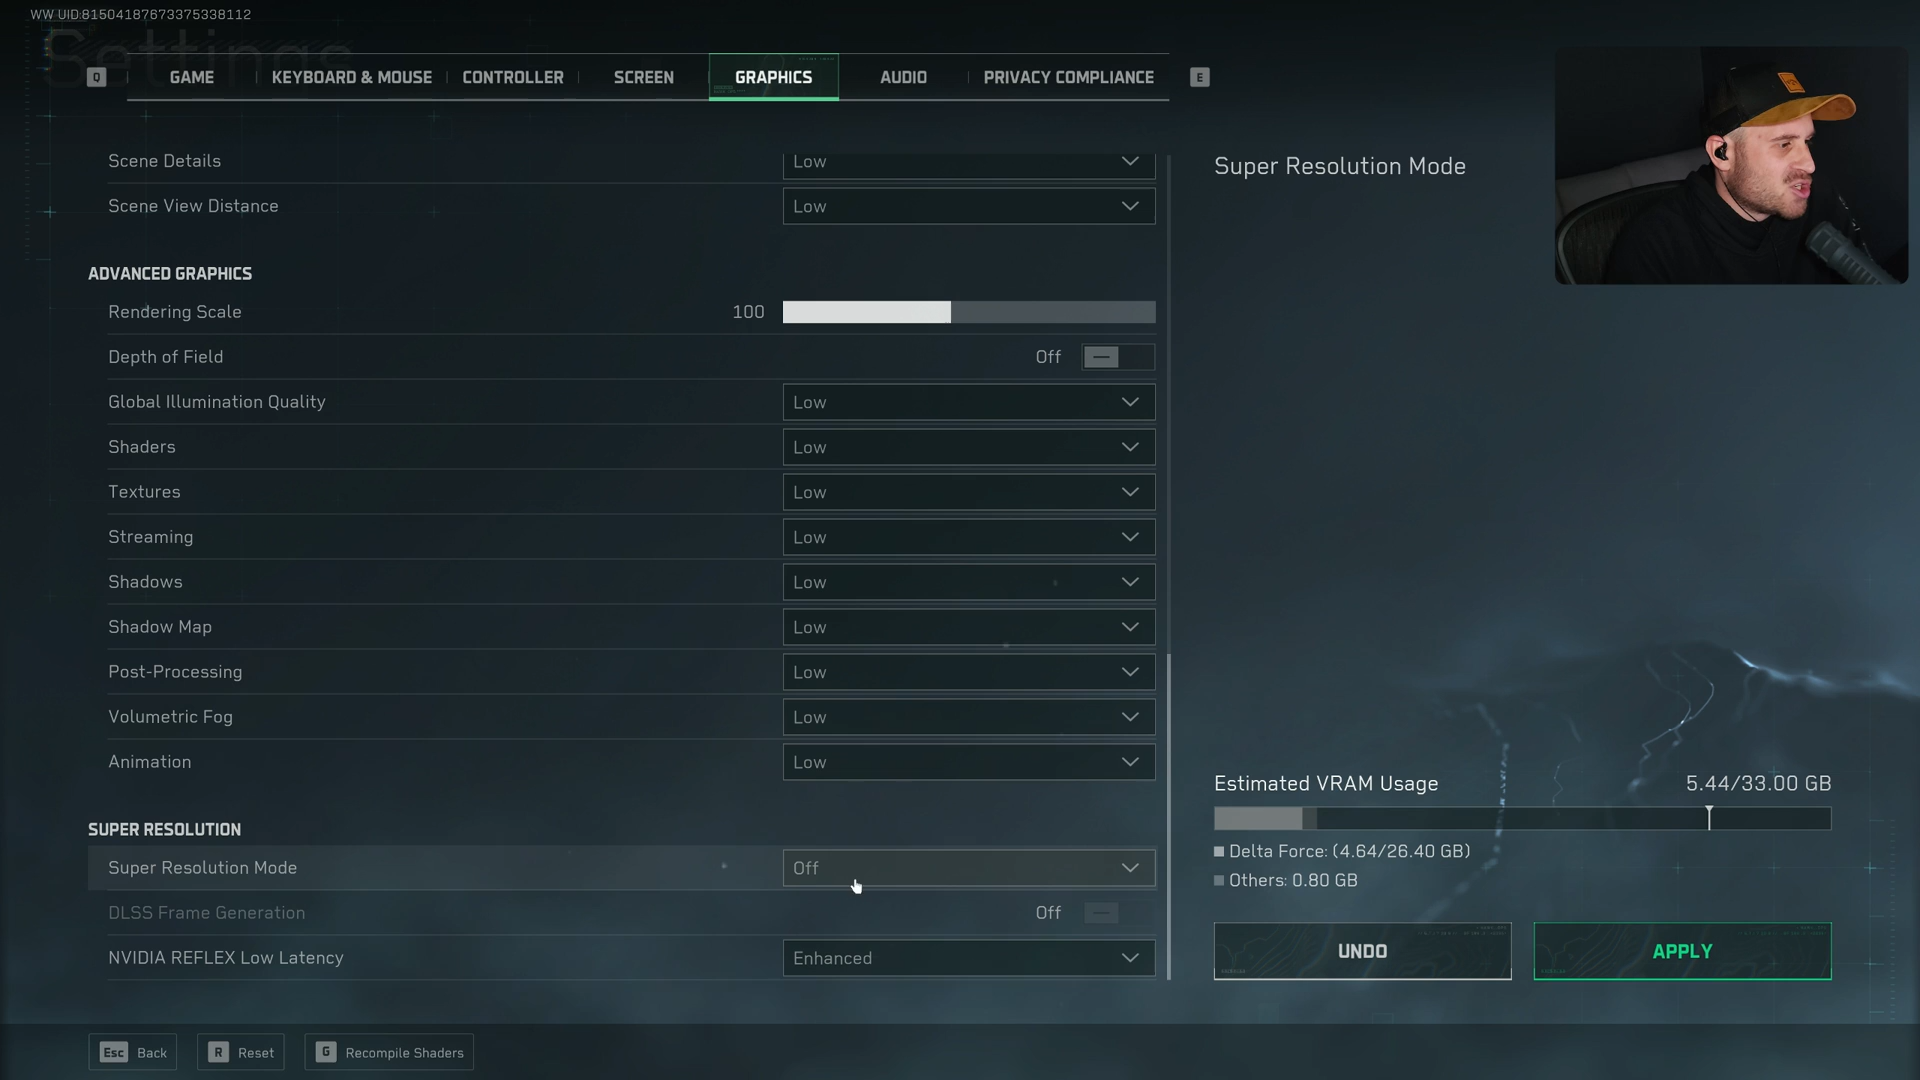 WW UID:81504187673375338112
Settings
Q GAME KEYBOARD & MOUSE CONTROLLER SCREEN GRAPHICS AUDIO PRIVACY COMPLIANCE E
Scene Details Low
Scene View Distance Low
ADVANCED GRAPHICS
Rendering Scale 100
Depth of Field Off
Global Illumination Quality Low
Shaders Low
Textures Low
Streaming Low
Shadows Low
Shadow Map Low
Post-Processing Low
Volumetric Fog Low
Animation Low
SUPER RESOLUTION
Super Resolution Mode Off
DLSS Frame Generation Off
NVIDIA REFLEX Low Latency Enhanced
Super Resolution Mode
Estimated VRAM Usage 5.44/33.00 GB
Delta Force: (4.64/26.40 GB)
Others: 0.80 GB
UNDO APPLY
Esc Back R Reset G Recompile Shaders